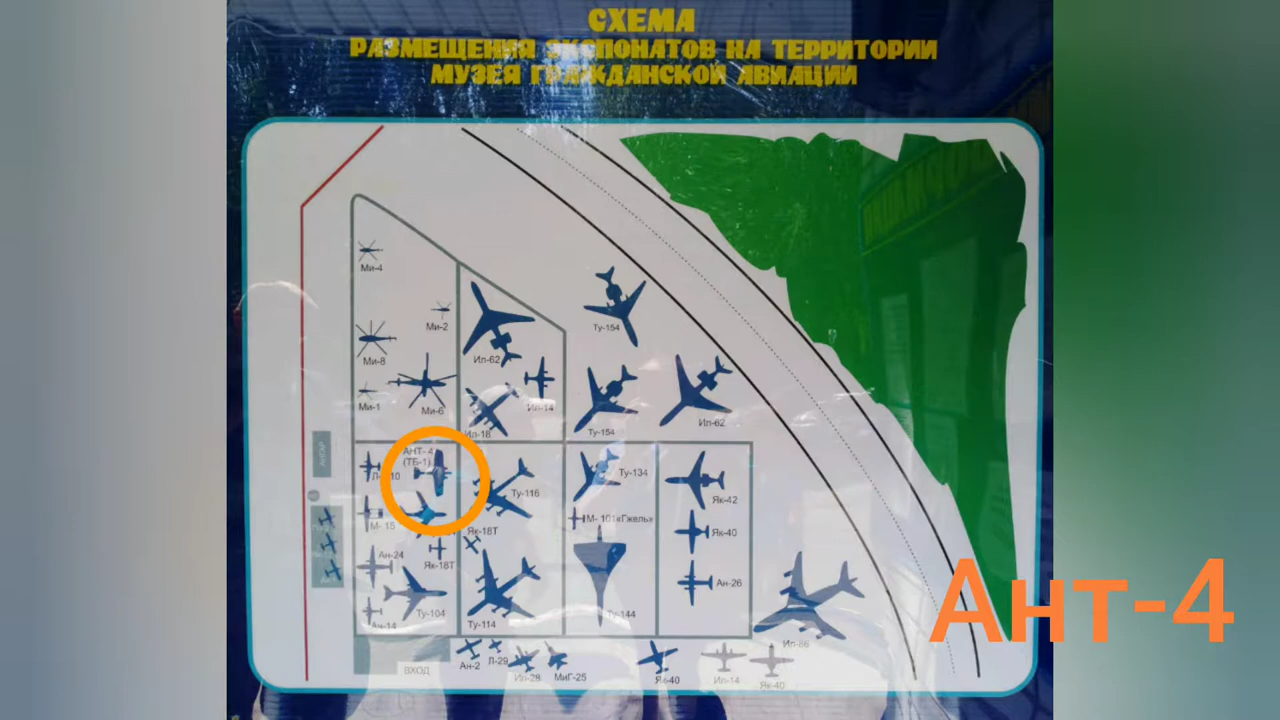 СХЕМА
РАЗМЕЩЕНИЯ ЭКСПОНАТОВ НА ТЕРРИТОРИИ
МУЗЕЯ ГРАЖДАНСКОЙ АВИАЦИИ
Ми-4
Ми-2
Ту-154
Ми-8
Ил-62
Ми-1
Ми-6
Ил-14
Ил-62
Ил-18
Ту-154
АНТ-4
(ТБ-1)
Ту-134
Ту-116
Як-42
М-15
М-101«Гжель»
Як-18Т
Як-40
Ан-24
Як-18Т
Ан-26
Ан-14
Ту-104
Ту-114
Ту-144
Ил-86
ВХОД
Ан-2
Л-29
Ил-28
МиГ-25
Як-40
Ил-14
Як-40
Ант-4